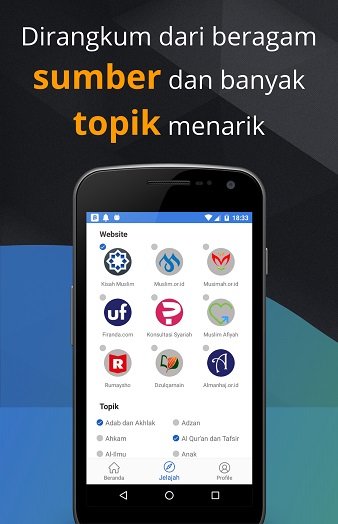 Dirangkum dari beragam
sumber dan banyak
topik menarik
18:33
Website
Kisah Muslim
Muslim.or.id
Muslimah.or.id
uf
?
Firanda.com
Konsultasi Syariah
Muslim Afiyah
R
A
Rumaysho
Dzulqarnain
Almanhaj.or.id
Topik
Adab dan Akhlak
Adzan
Ahkam
Al Qur'an dan Tafsir
Al-Ilmu
Anak
Beranda
Jelajah
Profile